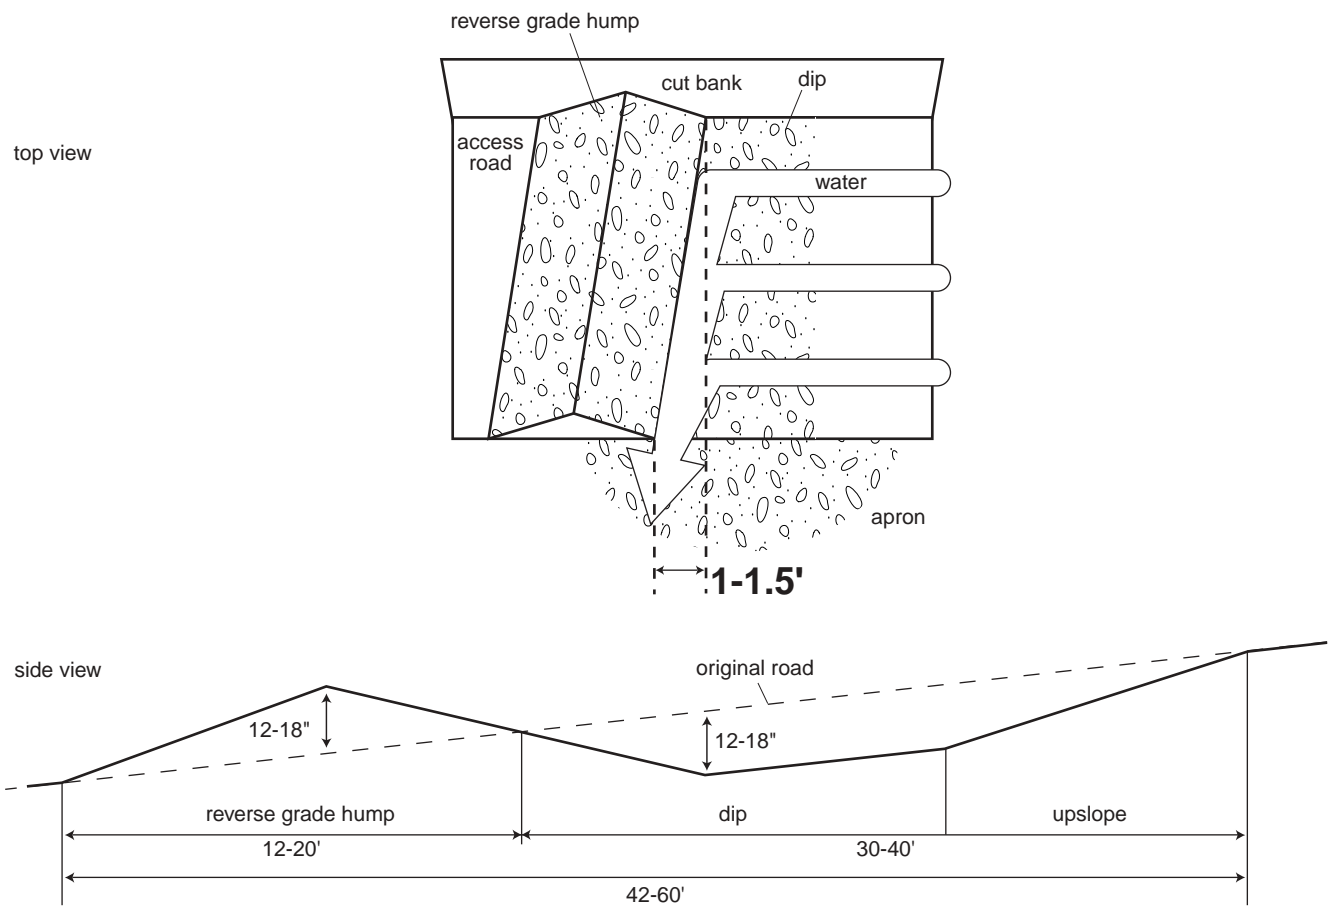 reverse grade hump
cut bank
dip
access
road
top view
water
apron
1-1.5'
side view
original road
12-18"
12-18"
reverse grade hump
dip
upslope
12-20'
30-40'
42-60'